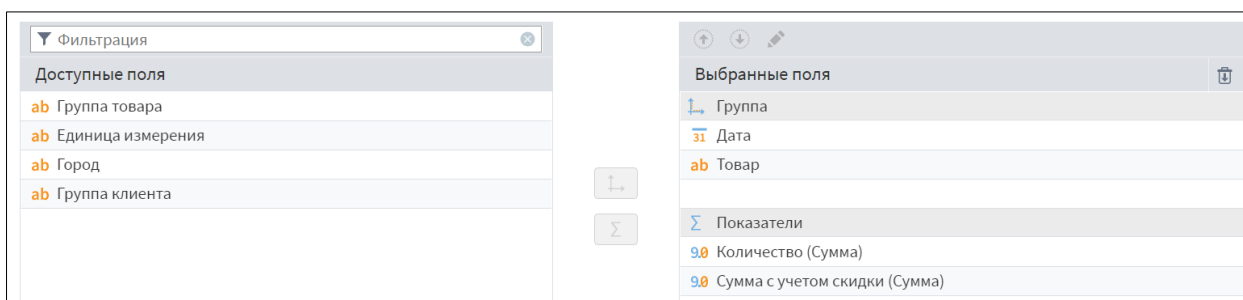 Фильтрация
Доступные поля
ab Группа товара
ab Единица измерения
ab Город
ab Группа клиента
Σ
Выбранные поля
Группа
31 Дата
ab Товар
Σ Показатели
9.0 Количество (Сумма)
9.0 Сумма с учетом скидки (Сумма)